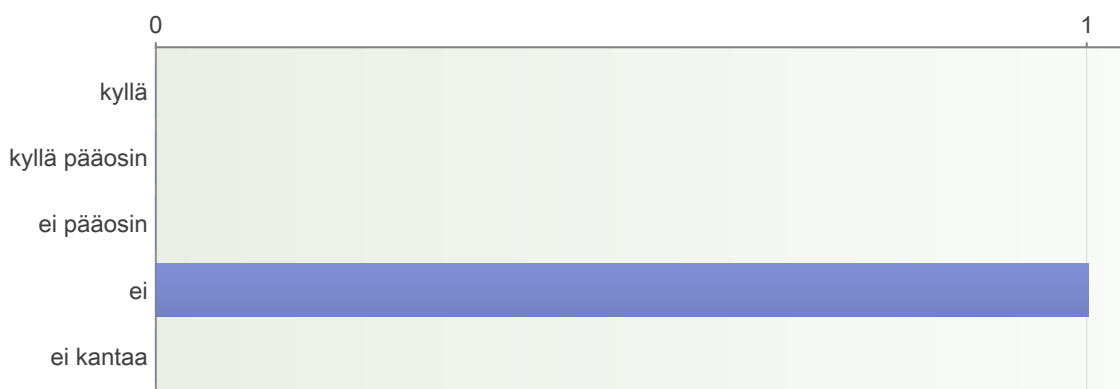 0 1
kyllä
kyllä pääosin
ei pääosin
ei
ei kantaa